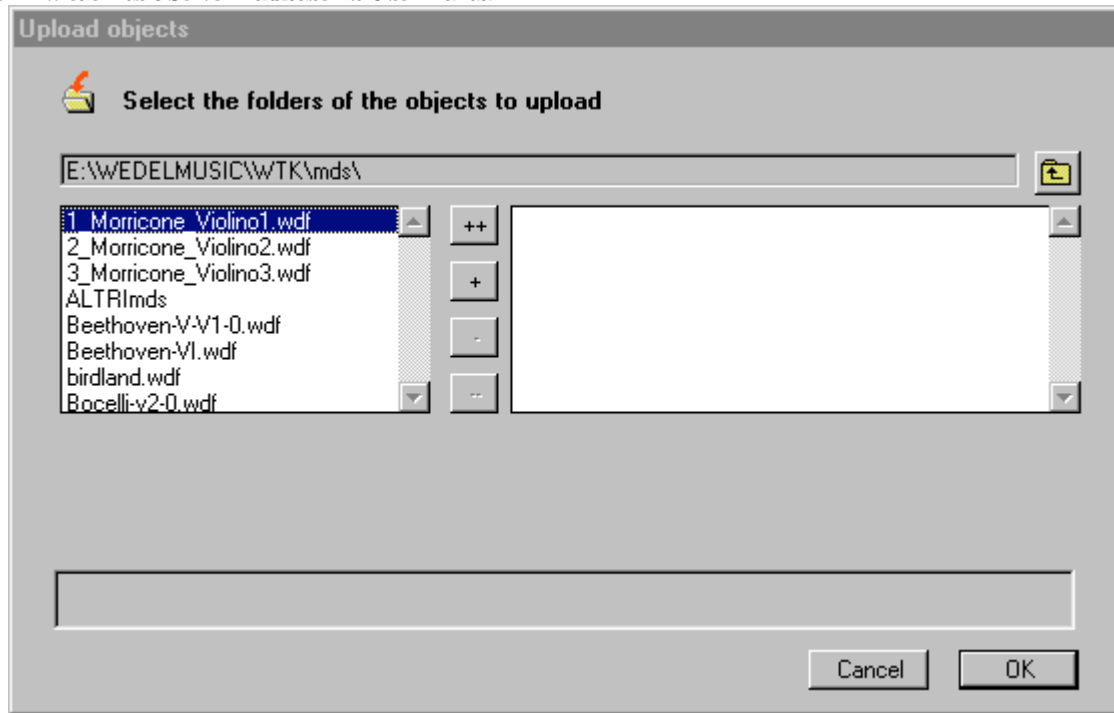 Upload objects
Select the folders of the objects to upload
E:\WEDELMUSIC\WTK\mds\
1_Morricone_Violino1.wdf
2_Morricone_Violino2.wdf
3_Morricone_Violino3.wdf
ALTRImds
Beethoven-V-V1-0.wdf
Beethoven-VI.wdf
birdland.wdf
Bocelli-v2-0.wdf
++
+
-
--
Cancel OK